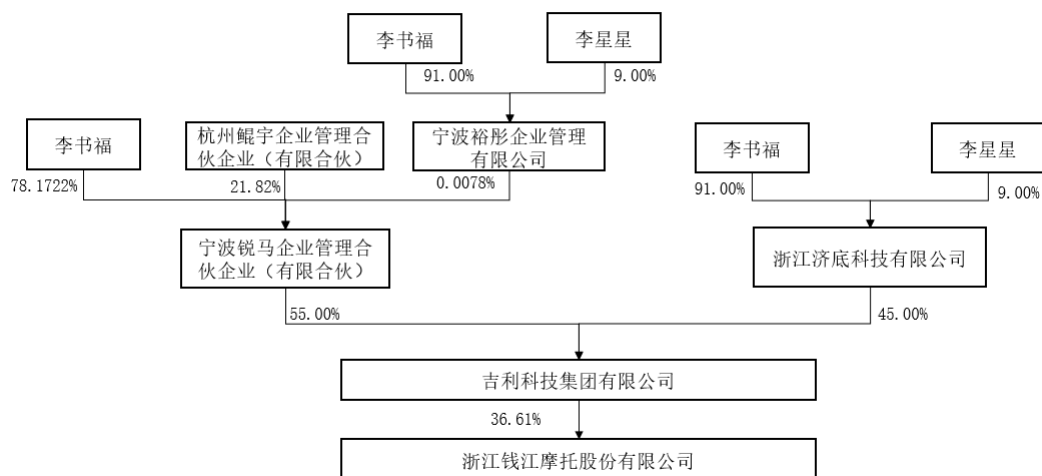 李书福
李星星
91.00%
9.00%
李书福
杭州鲲宇企业管理合
伙企业（有限合伙）
宁波裕彤企业管理
有限公司
李书福
李星星
78.1722%
21.82%
0.0078%
91.00%
9.00%
宁波锐马企业管理合
伙企业（有限合伙）
浙江济底科技有限公司
55.00%
45.00%
吉利科技集团有限公司
36.61%
浙江钱江摩托股份有限公司